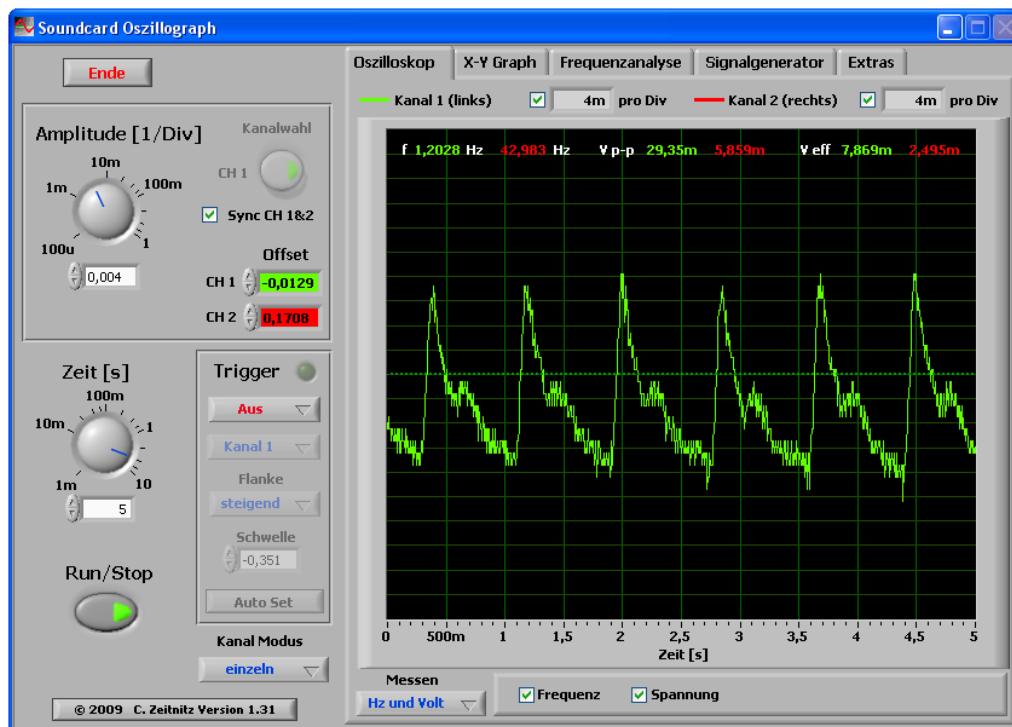 Soundcard Oszillograph
Ende
Amplitude [1/Div]
Kanalwahl
10m
1m
100m
CH 1
100u
1
Sync CH 1&2
0,004
Offset
CH 1 -0,0129
CH 2 0,1708
Zeit [s]
100m
10m
1
1m
10
5
Run/Stop
Trigger
Aus
Kanal 1
Flanke
steigend
Schwelle
-0,351
Auto Set
Kanal Modus
einzeln
© 2009 C. Zeitnitz Version 1.31
Oszilloskop X-Y Graph Frequenzanalyse Signalgenerator Extras
Kanal 1 (links) 4m pro Div Kanal 2 (rechts) 4m pro Div
f 1,2028 Hz 42,983 Hz V p-p 29,35m 5,859m V eff 7,869m 2,495m
0 500m 1 1,5 2 2,5 3 3,5 4 4,5 5
Zeit [s]
Messen
Hz und Volt
Frequenz Spannung